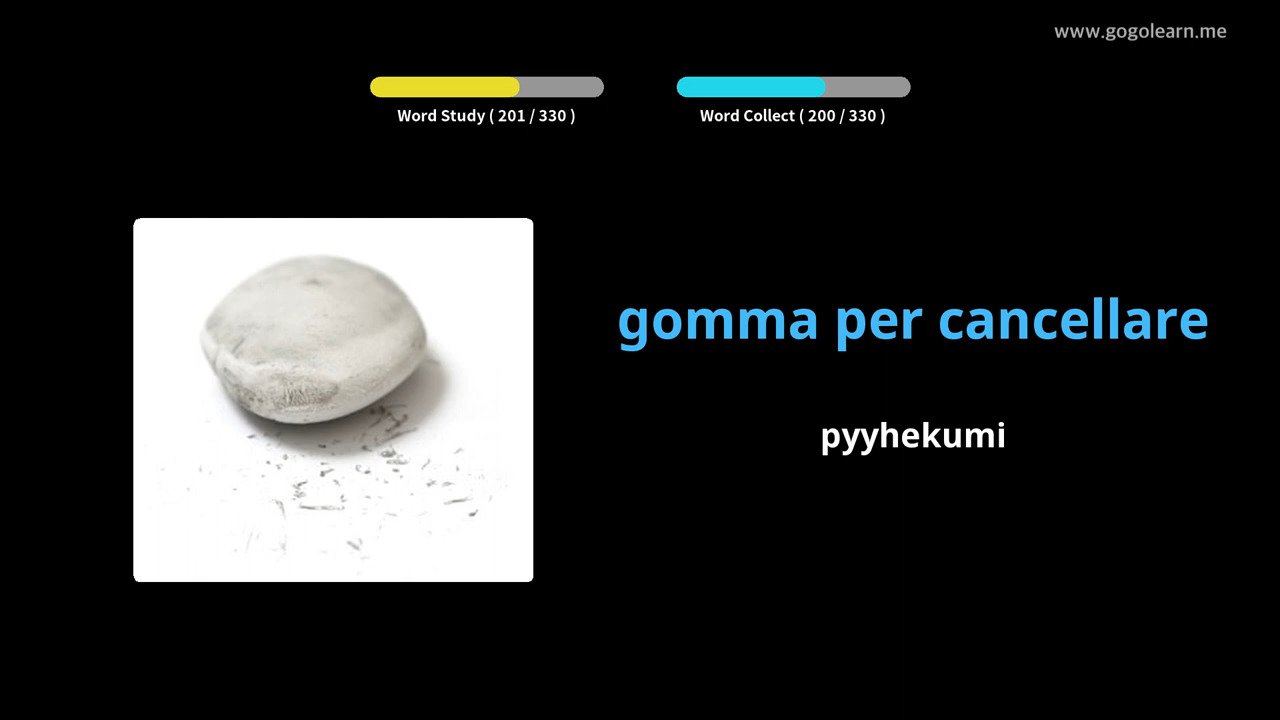 www.gogolearn.me
Word Study ( 201 / 330 )
Word Collect ( 200 / 330 )
gomma per cancellare
pyyhekumi